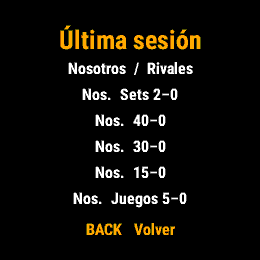 Última sesión
Nosotros / Rivales
Nos. Sets 2–0
Nos. 40–0
Nos. 30–0
Nos. 15–0
Nos. Juegos 5–0
BACK Volver